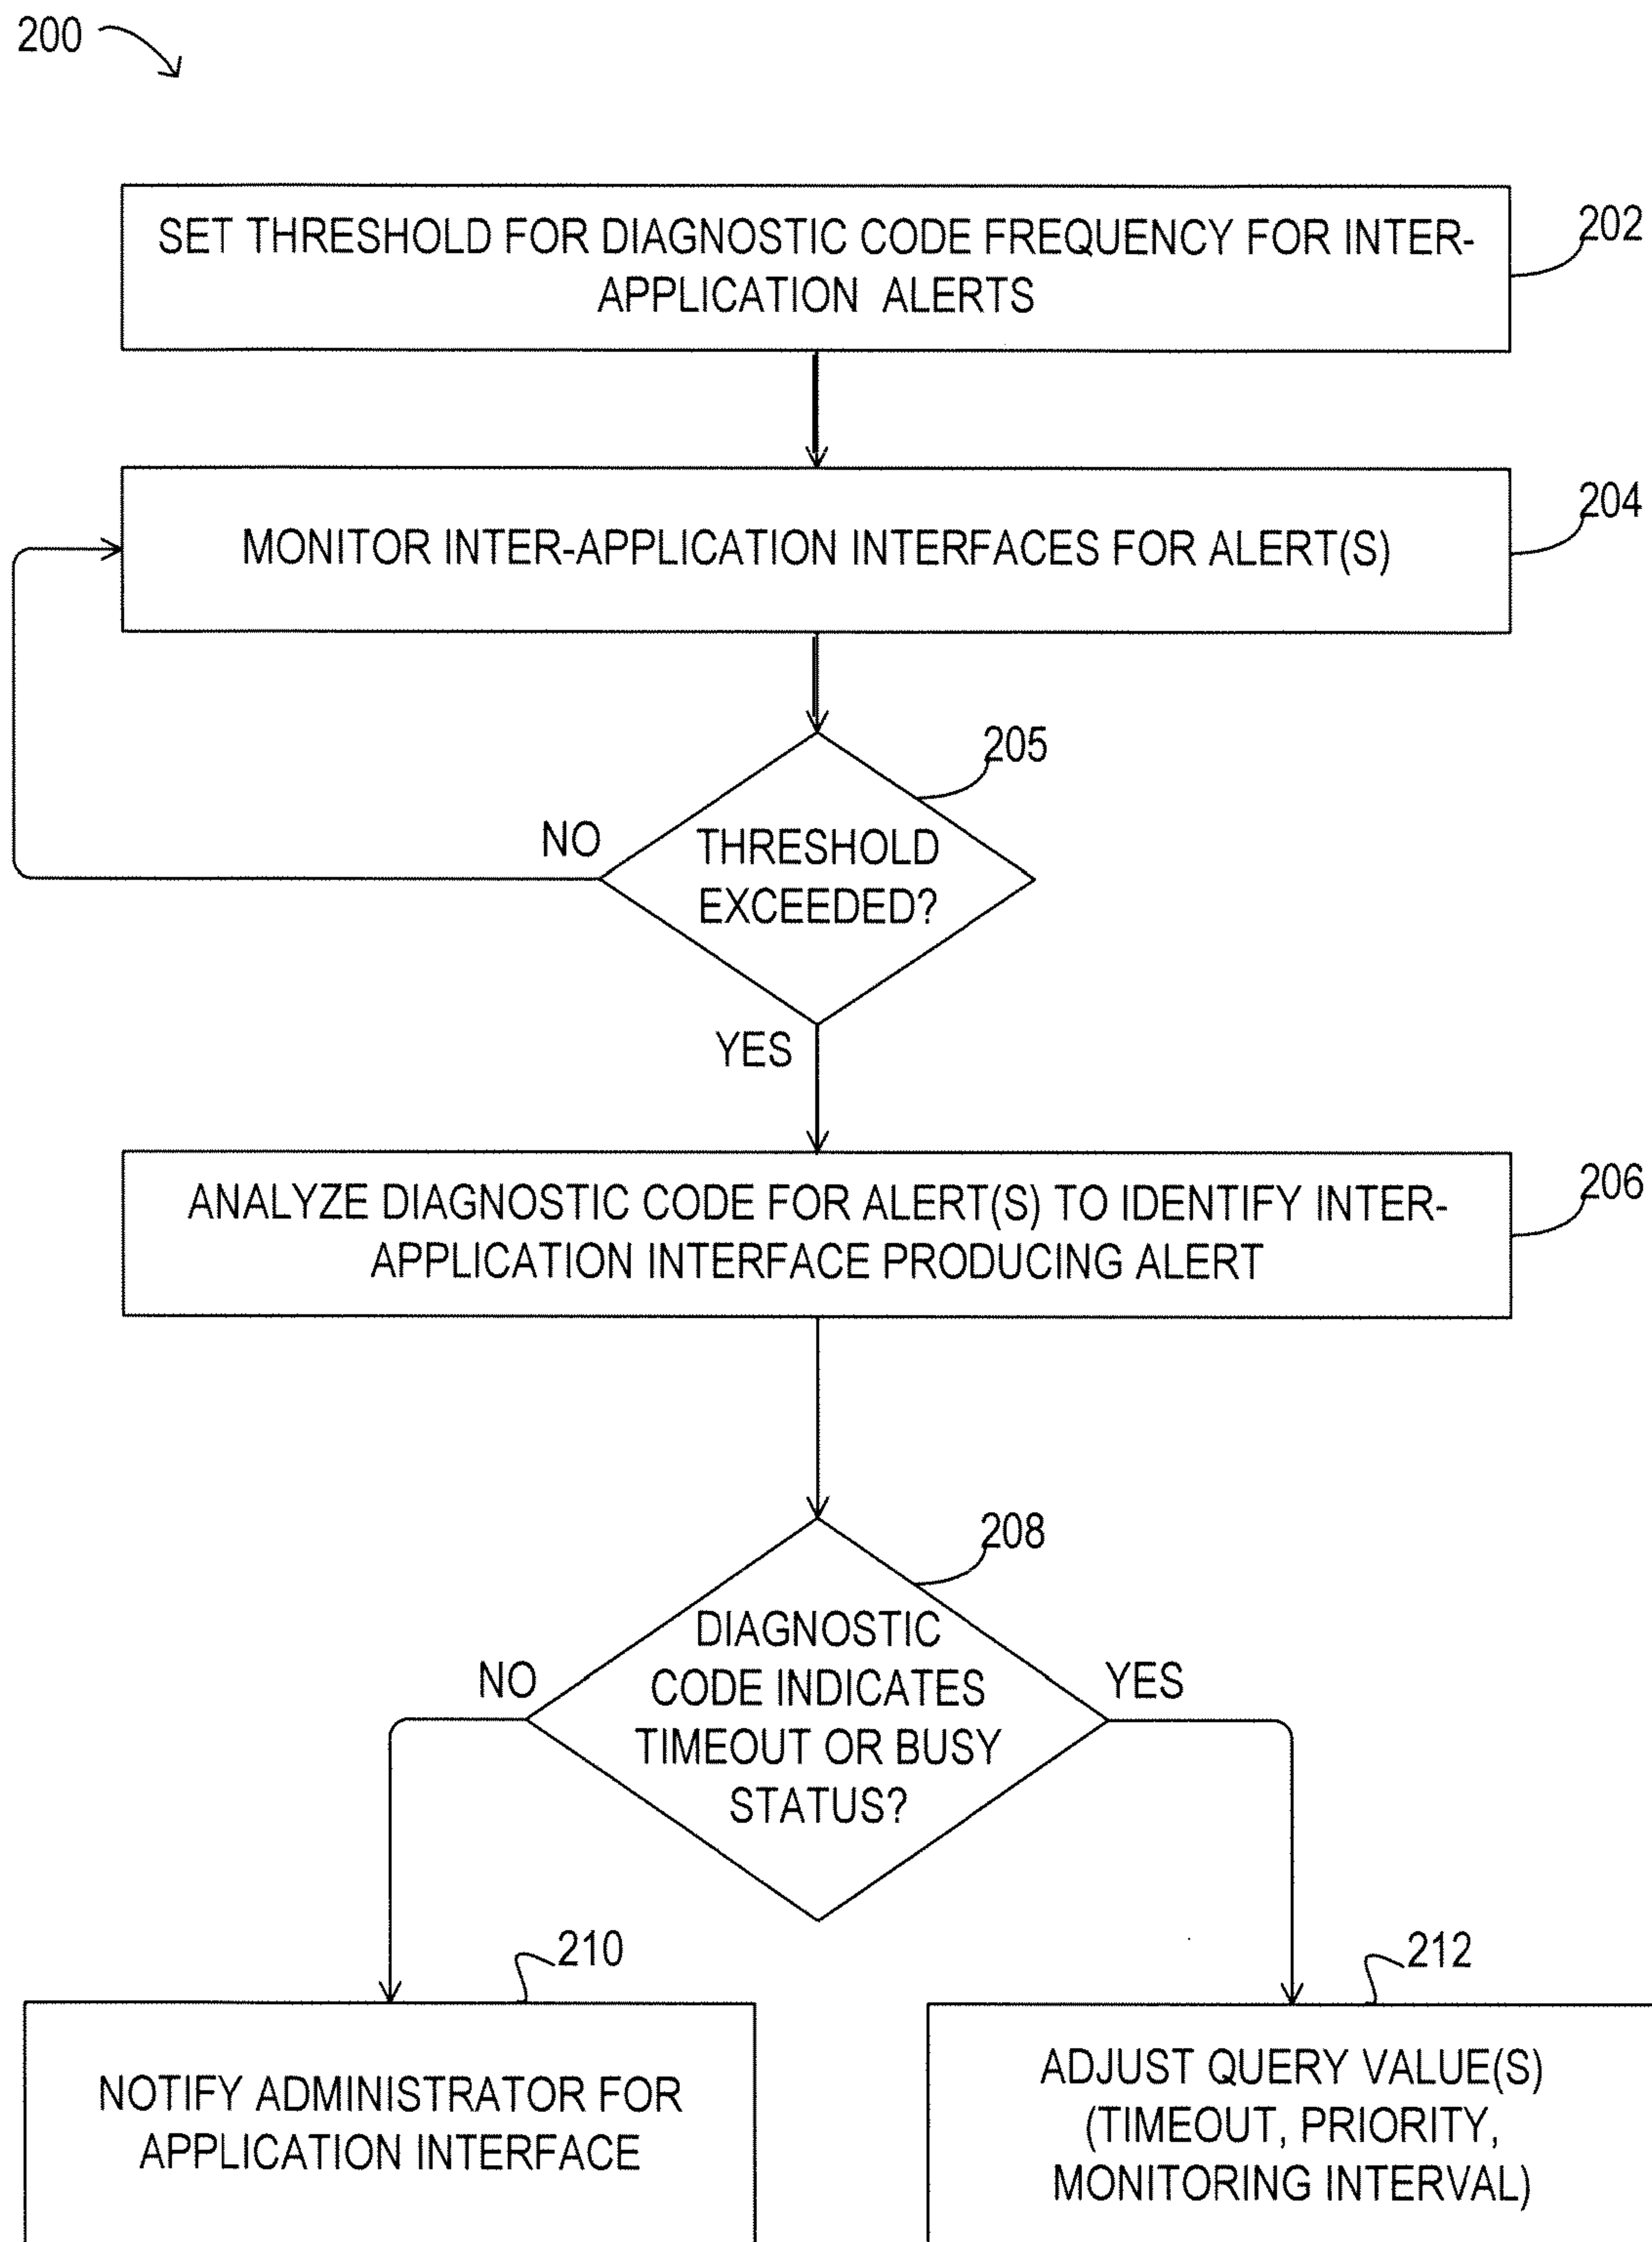 200
SET THRESHOLD FOR DIAGNOSTIC CODE FREQUENCY FOR INTER-
APPLICATION ALERTS
202
MONITOR INTER-APPLICATION INTERFACES FOR ALERT(S)
204
205
NO
THRESHOLD
EXCEEDED?
YES
ANALYZE DIAGNOSTIC CODE FOR ALERT(S) TO IDENTIFY INTER-
APPLICATION INTERFACE PRODUCING ALERT
206
208
NO
DIAGNOSTIC
CODE INDICATES
TIMEOUT OR BUSY
STATUS?
YES
210
NOTIFY ADMINISTRATOR FOR
APPLICATION INTERFACE
212
ADJUST QUERY VALUE(S)
(TIMEOUT, PRIORITY,
MONITORING INTERVAL)